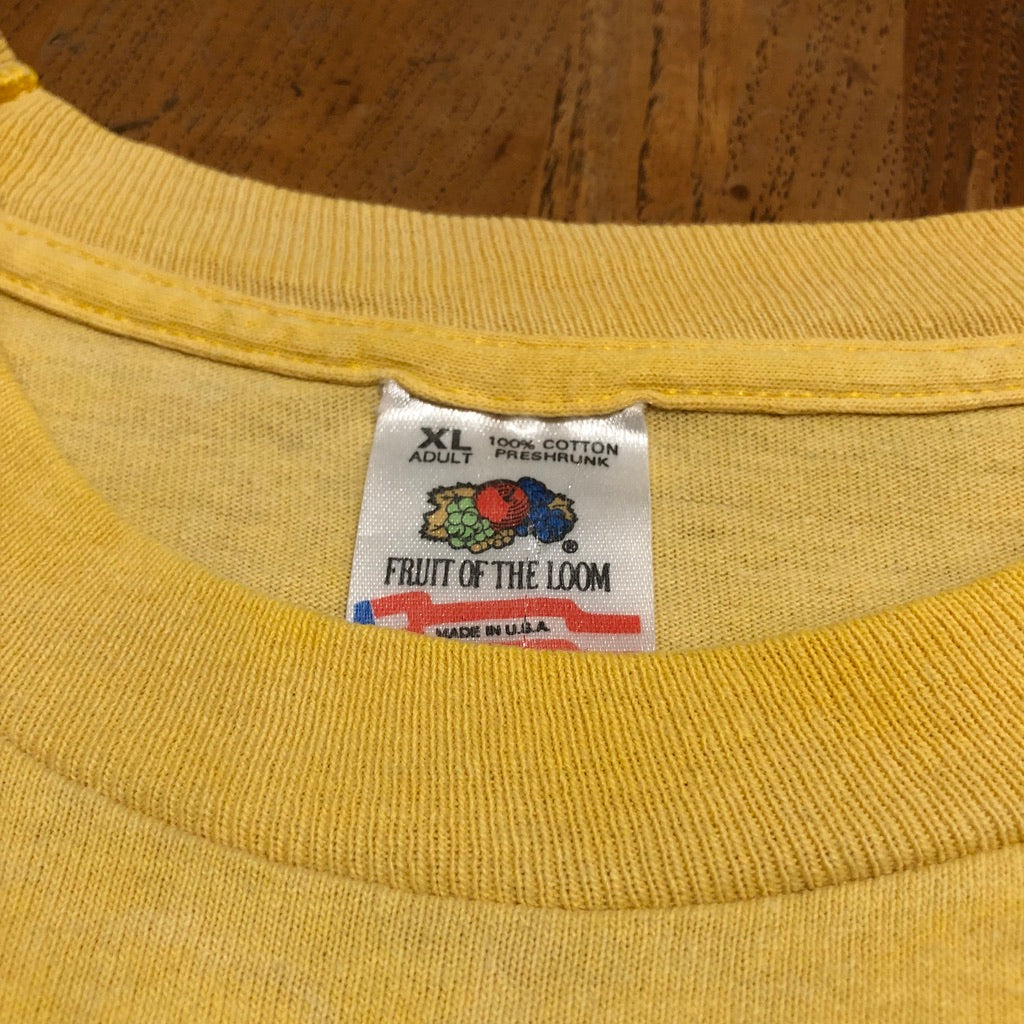 XL 100% COTTON
ADULT PRESHRUNK
®
FRUIT OF THE LOOM
MADE IN U.S.A